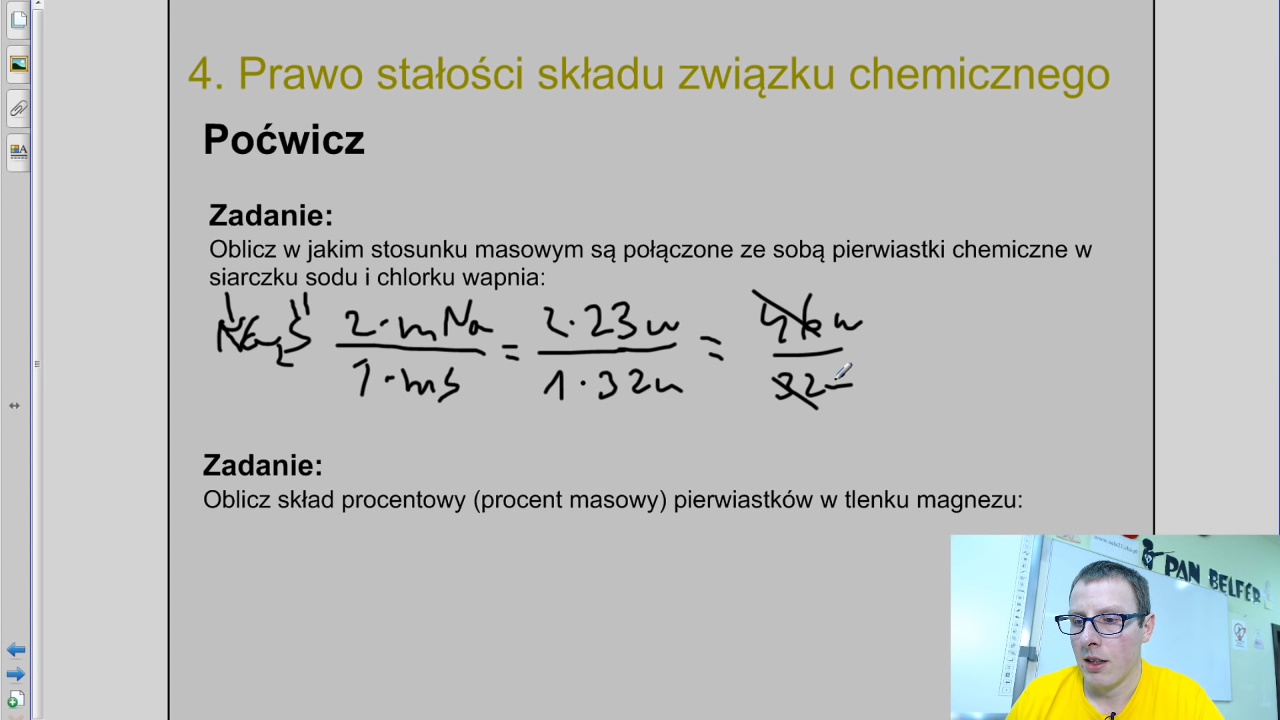 4. Prawo stałości składu związku chemicznego
Poćwicz
Zadanie:
Oblicz w jakim stosunku masowym są połączone ze sobą pierwiastki chemiczne w
siarczku sodu i chlorku wapnia:
I II
Na2S 2·mNa / 1·mS = 2·23u / 1·32u = 46u / 32u
Zadanie:
Oblicz skład procentowy (procent masowy) pierwiastków w tlenku magnezu:
PAN BELFER